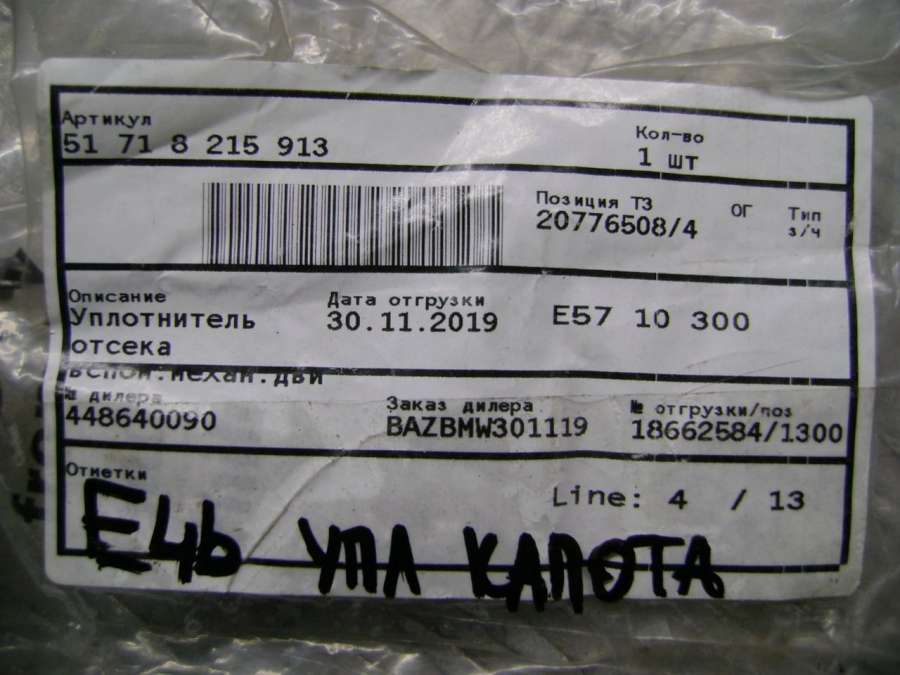 Артикул
51 71 8 215 913
Кол-во
1 шт
Позиция ТЗ
20776508/4
ОГ
Тип
з/ч
Описание
Уплотнитель
отсека
вспом.механ.дви
Дата отгрузки
30.11.2019
E57 10 300
№ дилера
448640090
Заказ дилера
BAZBMW301119
№ отгрузки/поз
18662584/1300
Отметки
Line: 4 / 13
E46 УПЛ КАПОТА